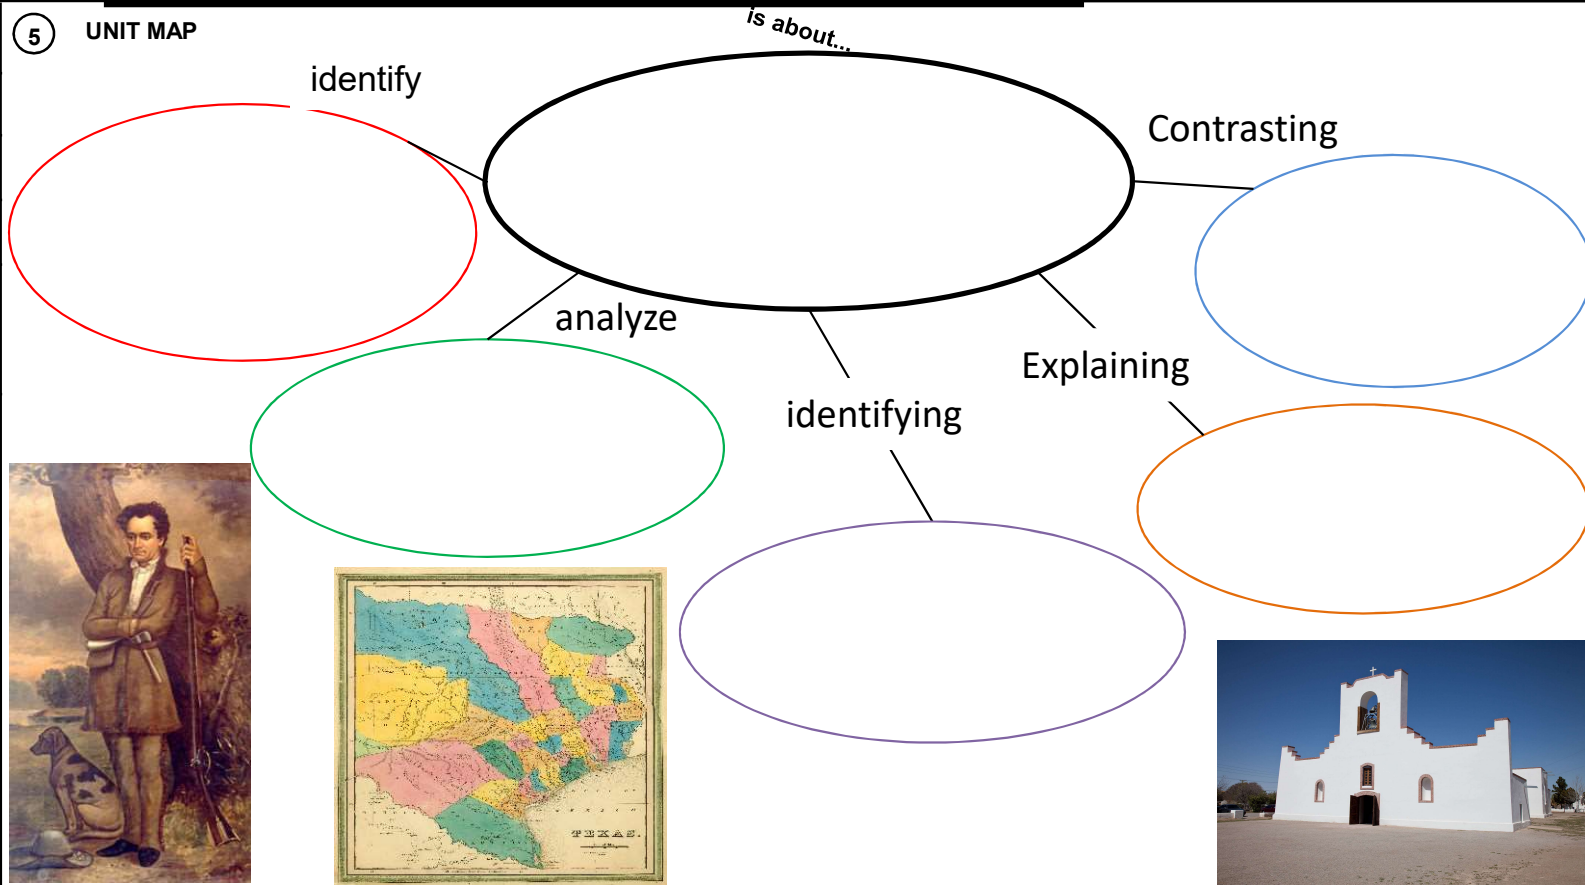 5
UNIT MAP
is about...
identify
Contrasting
analyze
Explaining
identifying
TEXAS.